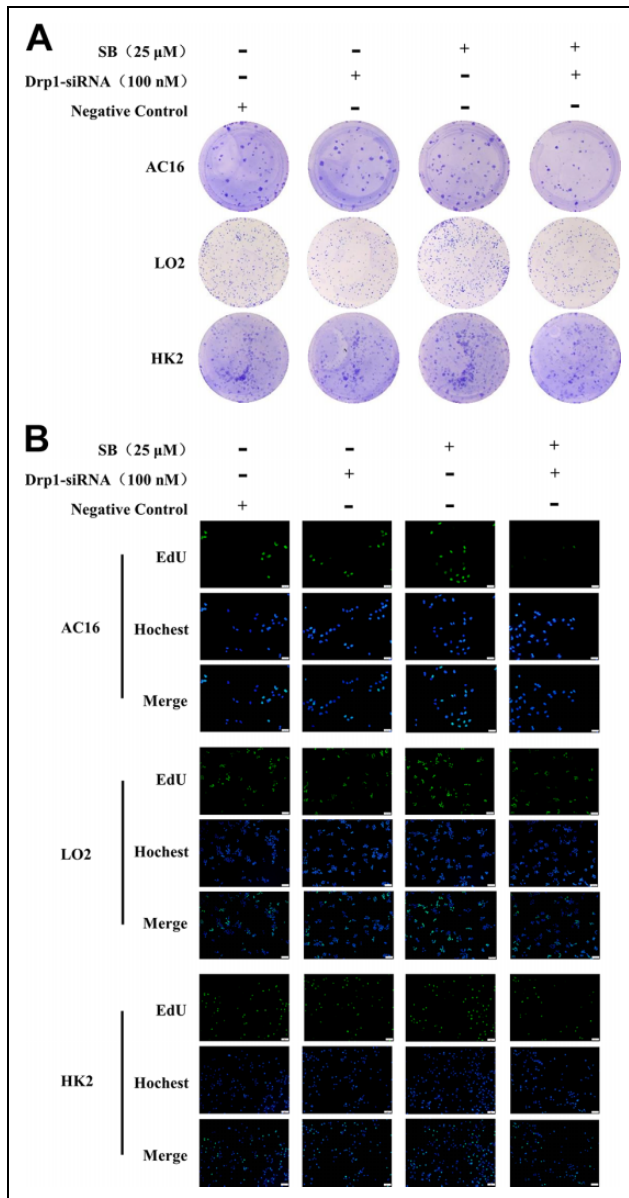 A
SB (25 μM) - - + +
Drp1-siRNA (100 nM) - + - +
Negative Control + - - -
AC16
LO2
HK2
B
SB (25 μM) - - + +
Drp1-siRNA (100 nM) - + - +
Negative Control + - - -
EdU
AC16 Hochest
Merge
EdU
LO2 Hochest
Merge
EdU
HK2 Hochest
Merge